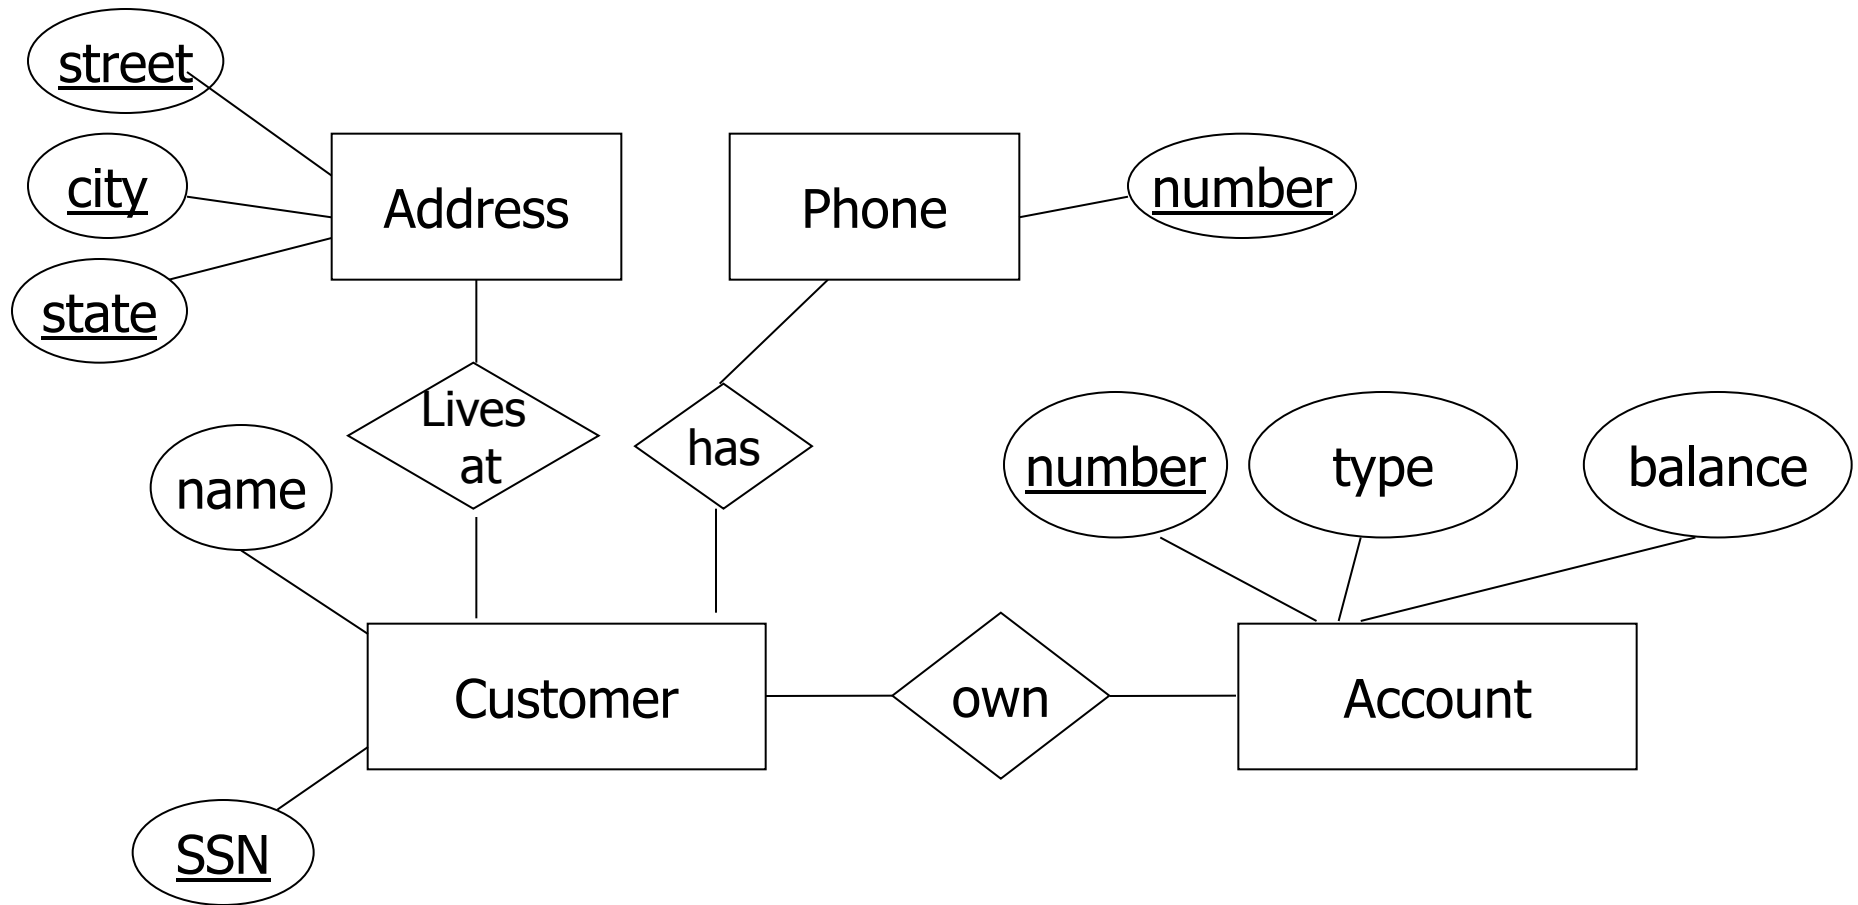 street
city
state
Address
Phone
number
Lives
at
has
name
number
type
balance
Customer
own
Account
SSN